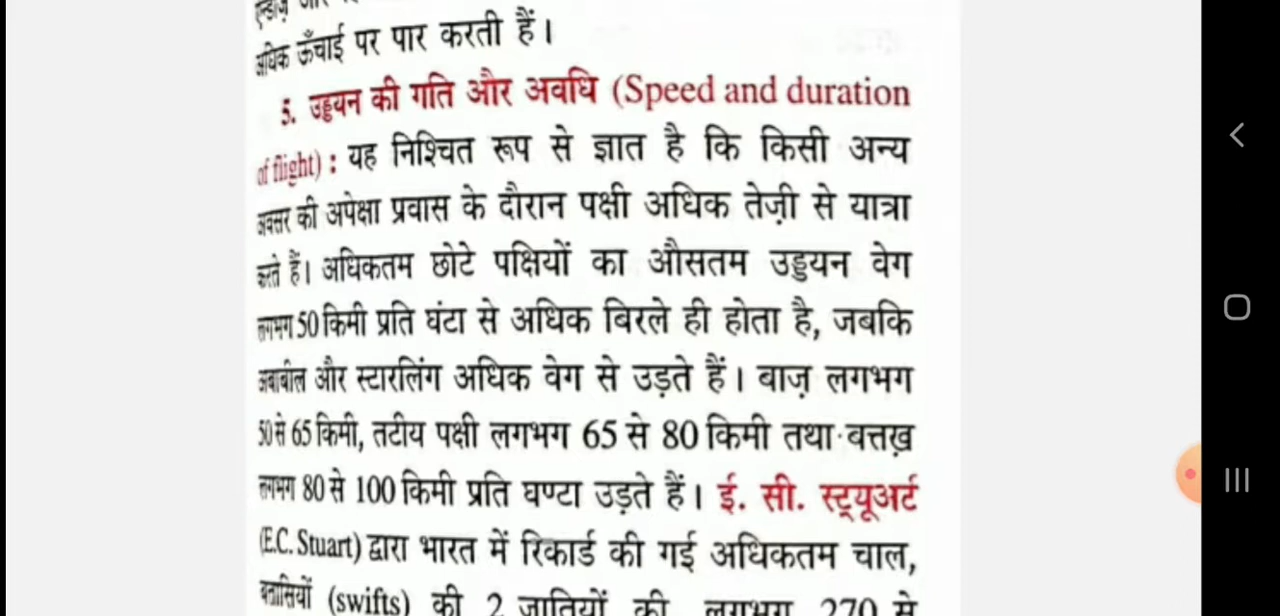 अधिक ऊँचाई पर पार करती हैं।
5. उड्डयन की गति और अवधि (Speed and duration
of flight) : यह निश्चित रूप से ज्ञात है कि किसी अन्य
अवसर की अपेक्षा प्रवास के दौरान पक्षी अधिक तेज़ी से यात्रा
करते हैं। अधिकतम छोटे पक्षियों का औसतम उड्डयन वेग
लगभग 50 किमी प्रति घंटा से अधिक बिरले ही होता है, जबकि
अबाबील और स्टारलिंग अधिक वेग से उड़ते हैं। बाज़ लगभग
50 से 65 किमी, तटीय पक्षी लगभग 65 से 80 किमी तथा बत्तख़
लगभग 80 से 100 किमी प्रति घण्टा उड़ते हैं। ई. सी. स्ट्यूअर्ट
(E.C. Stuart) द्वारा भारत में रिकार्ड की गई अधिकतम चाल,
बतासियों (swifts) की 2 जातियों की लगभग 270 से